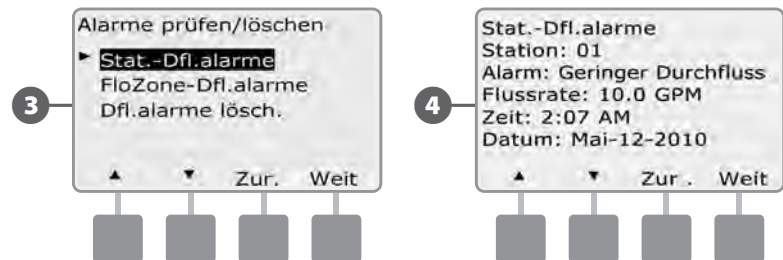 Alarme prüfen/löschen
Stat.-Dfl.alarme
FloZone-Dfl.alarme
Dfl.alarme lösch.
Zur. Weit
3
Stat.-Dfl.alarme
Station: 01
Alarm: Geringer Durchfluss
Flussrate: 10.0 GPM
Zeit: 2:07 AM
Datum: Mai-12-2010
Zur . Weit
4